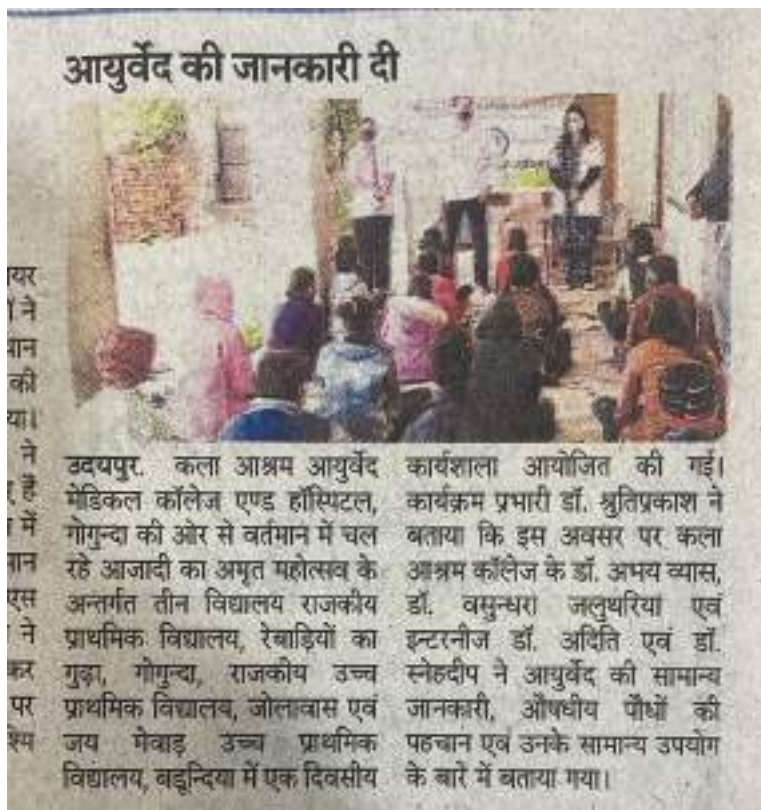 आयुर्वेद की जानकारी दी
उदयपुर. कला आश्रम आयुर्वेद
मेडिकल कॉलेज एण्ड हॉस्पिटल,
गोगुन्दा की ओर से वर्तमान में चल
रहे आजादी का अमृत महोत्सव के
अन्तर्गत तीन विद्यालय राजकीय
प्राथमिक विद्यालय, रेबाड़ियों का
गुढ़ा, गोगुन्दा, राजकीय उच्च
प्राथमिक विद्यालय, जोलावास एवं
जय मेवाड़ उच्च प्राथमिक
विद्यालय, बडून्दिया में एक दिवसीय
कार्यशाला आयोजित की गई।
कार्यक्रम प्रभारी डॉ. श्रुतिप्रकाश ने
बताया कि इस अवसर पर कला
आश्रम कॉलेज के डॉ. अभय व्यास,
डॉ. वसुन्धरा जलुथरिया एवं
इन्टरनीज डॉ. अदिति एवं डॉ.
स्नेहदीप ने आयुर्वेद की सामान्य
जानकारी, औषधीय पौधों की
पहचान एवं उनके सामान्य उपयोग
के बारे में बताया गया।